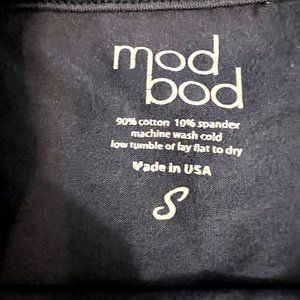 mod
bod
90% cotton 10% spandex
machine wash cold
low tumble of lay flat to dry
Made in USA
S